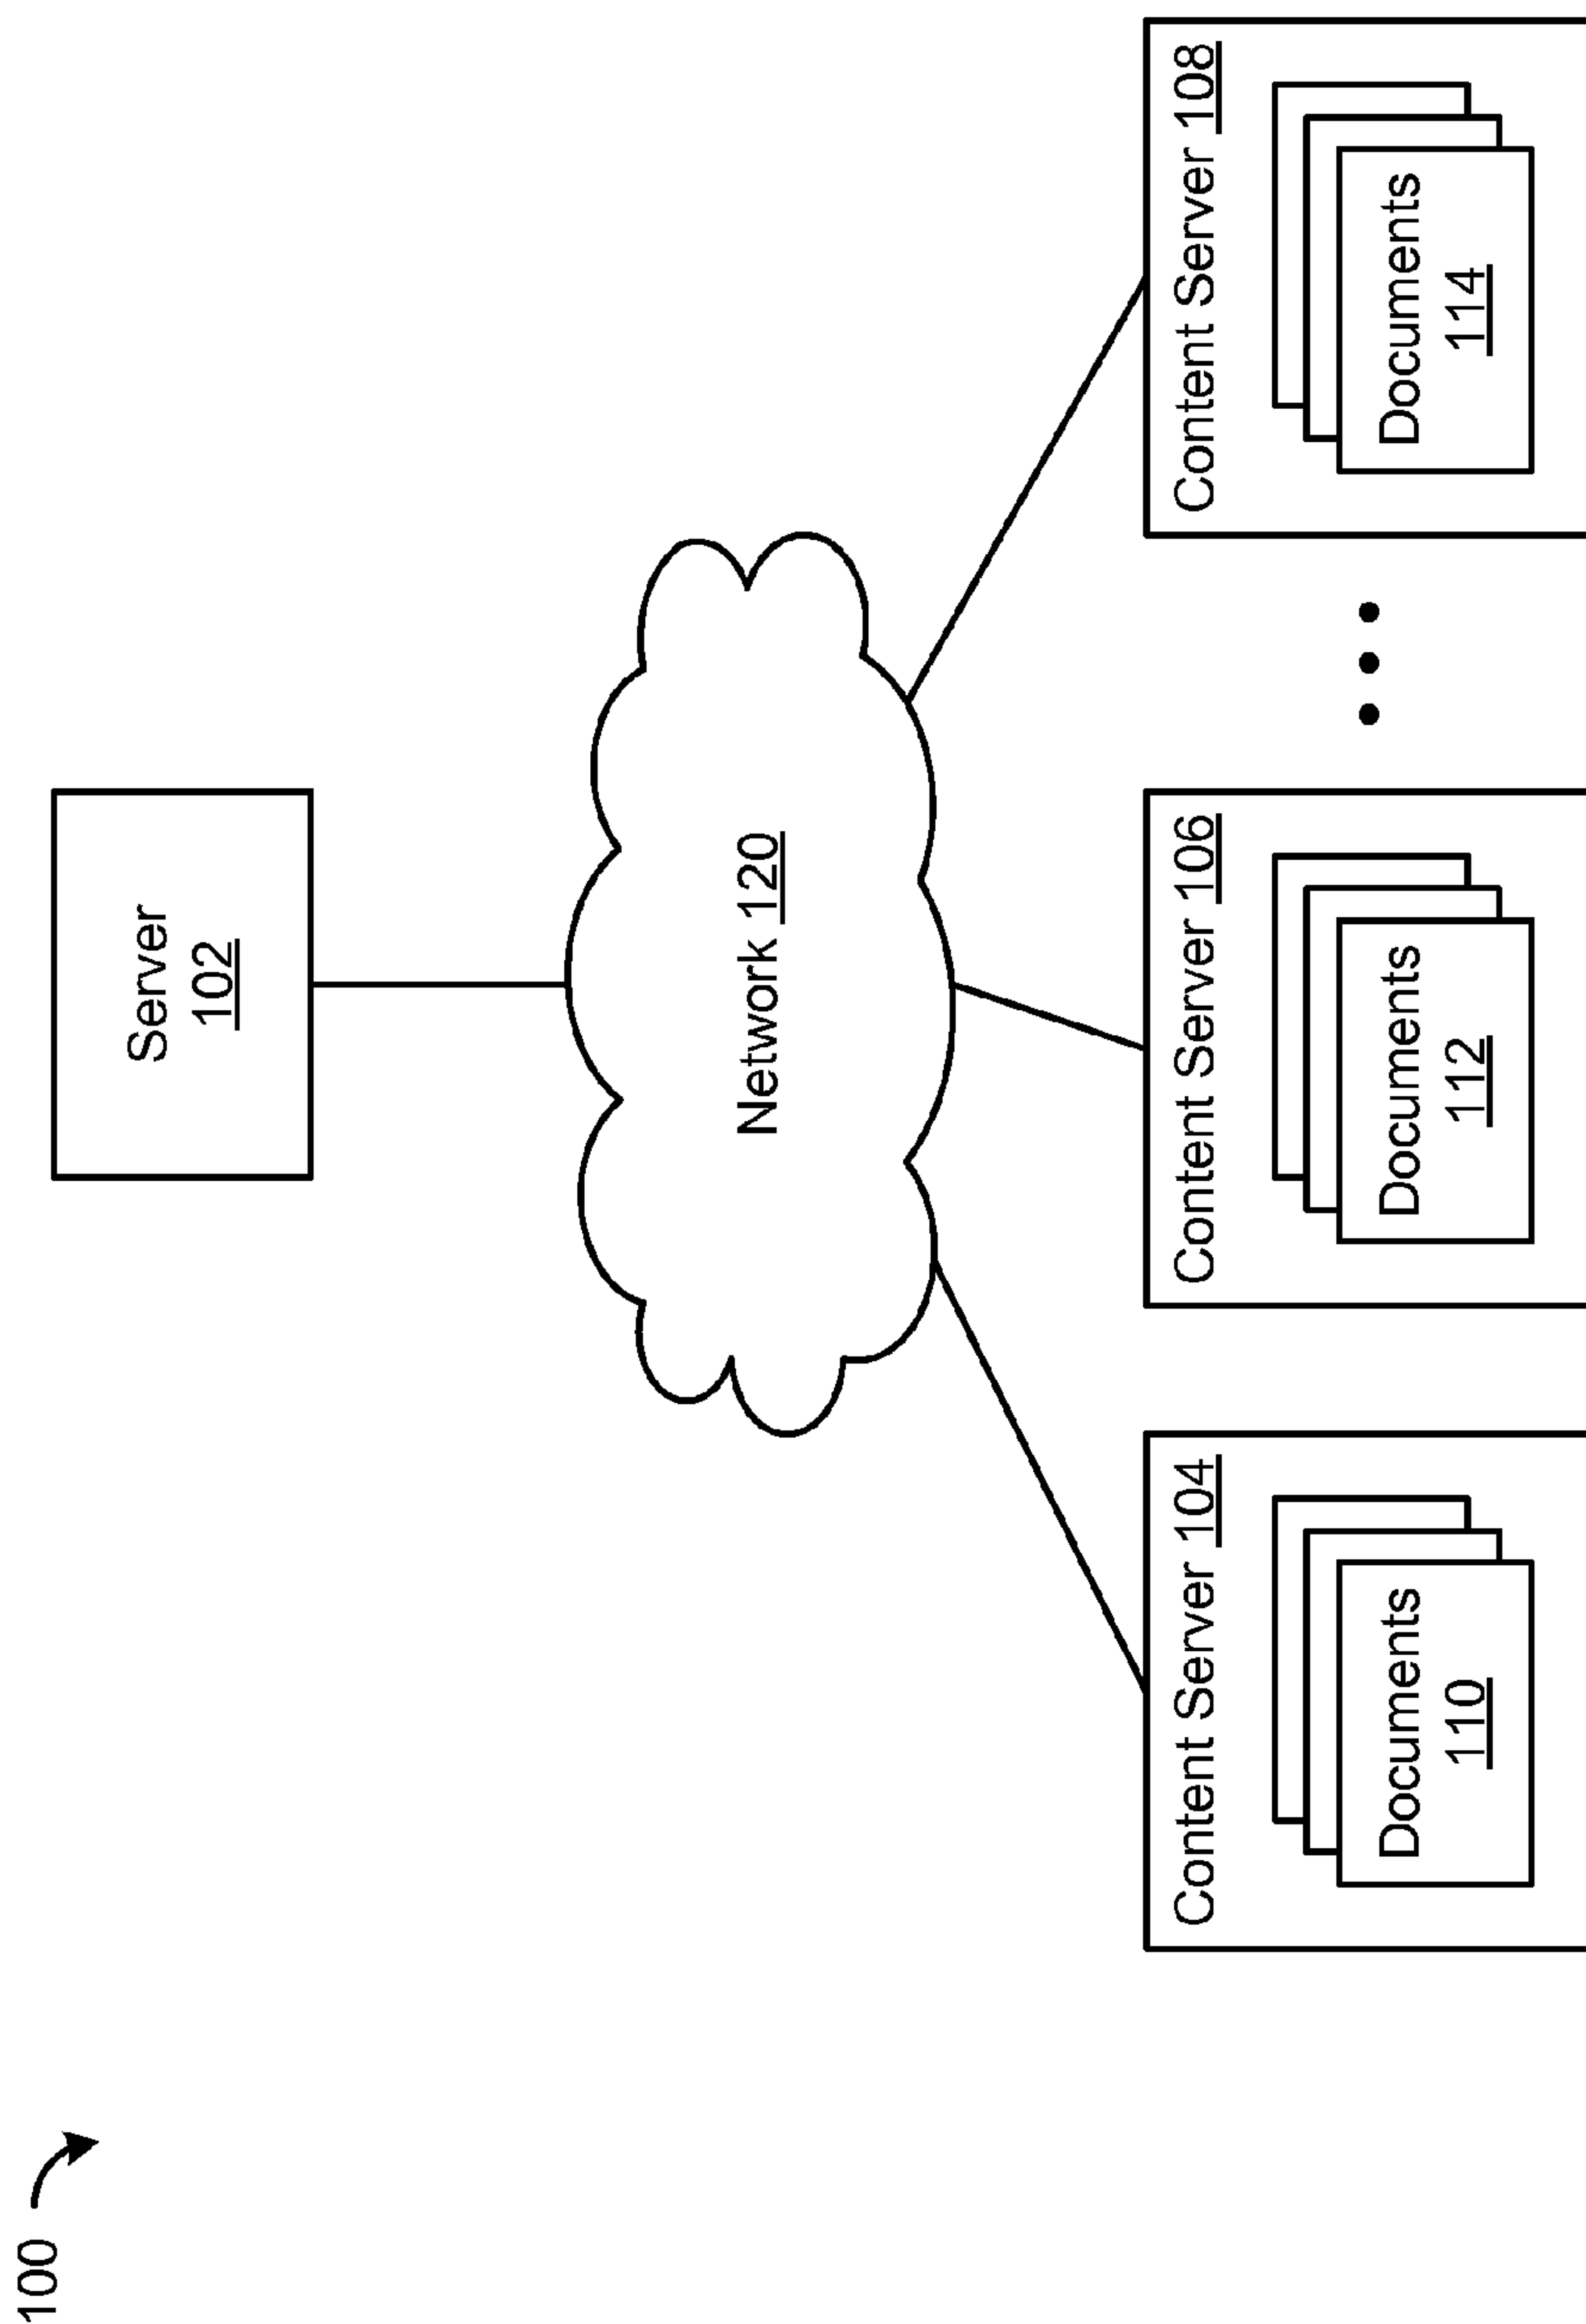 100
Server
102
Network 120
Content Server 104
Documents
110
Content Server 106
Documents
112
Content Server 108
Documents
114